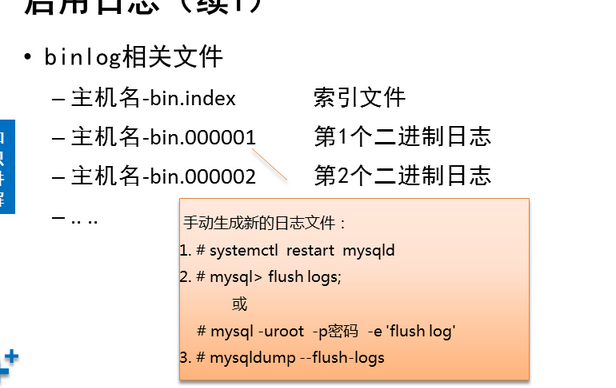 启用日志（续1）
• binlog相关文件
– 主机名-bin.index 索引文件
– 主机名-bin.000001 第1个二进制日志
– 主机名-bin.000002 第2个二进制日志
– .. ..
手动生成新的日志文件：
1. # systemctl restart mysqld
2. # mysql> flush logs;
或
# mysql -uroot -p密码 -e 'flush log'
3. # mysqldump --flush-logs